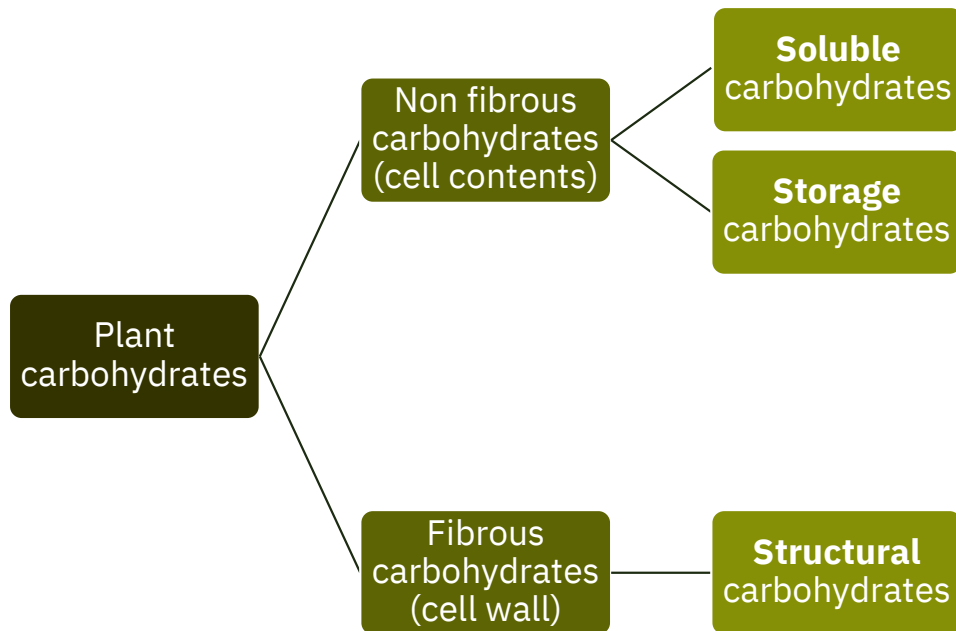 Plant
carbohydrates
Non fibrous
carbohydrates
(cell contents)
Soluble
carbohydrates
Storage
carbohydrates
Fibrous
carbohydrates
(cell wall)
Structural
carbohydrates